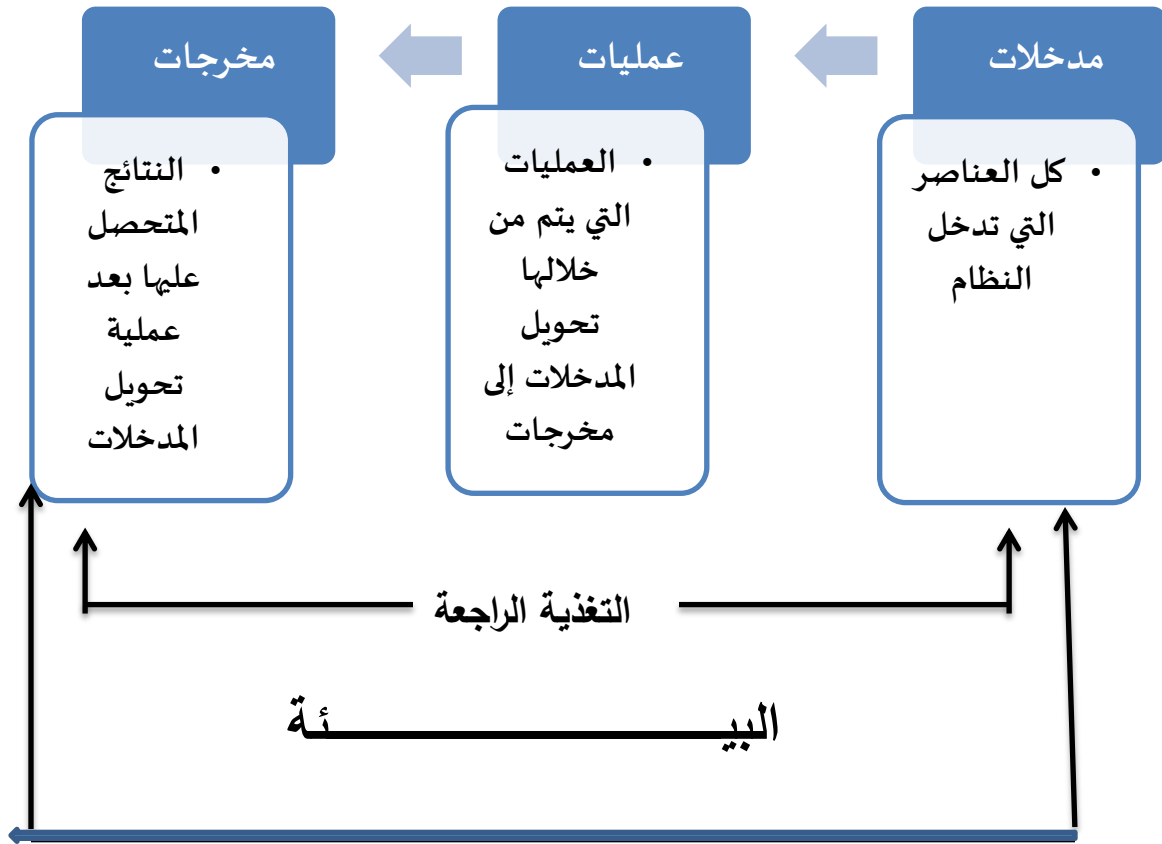 مدخلات
• كل العناصر
التي تدخل
النظام
عمليات
• العمليات
التي يتم من
خلالها
تحويل
المدخلات إلى
مخرجات
مخرجات
• النتائج
المتحصل
عليها بعد
عملية
تحويل
المدخلات
التغذية الراجعة
البيـــــــــــــــــــــئة